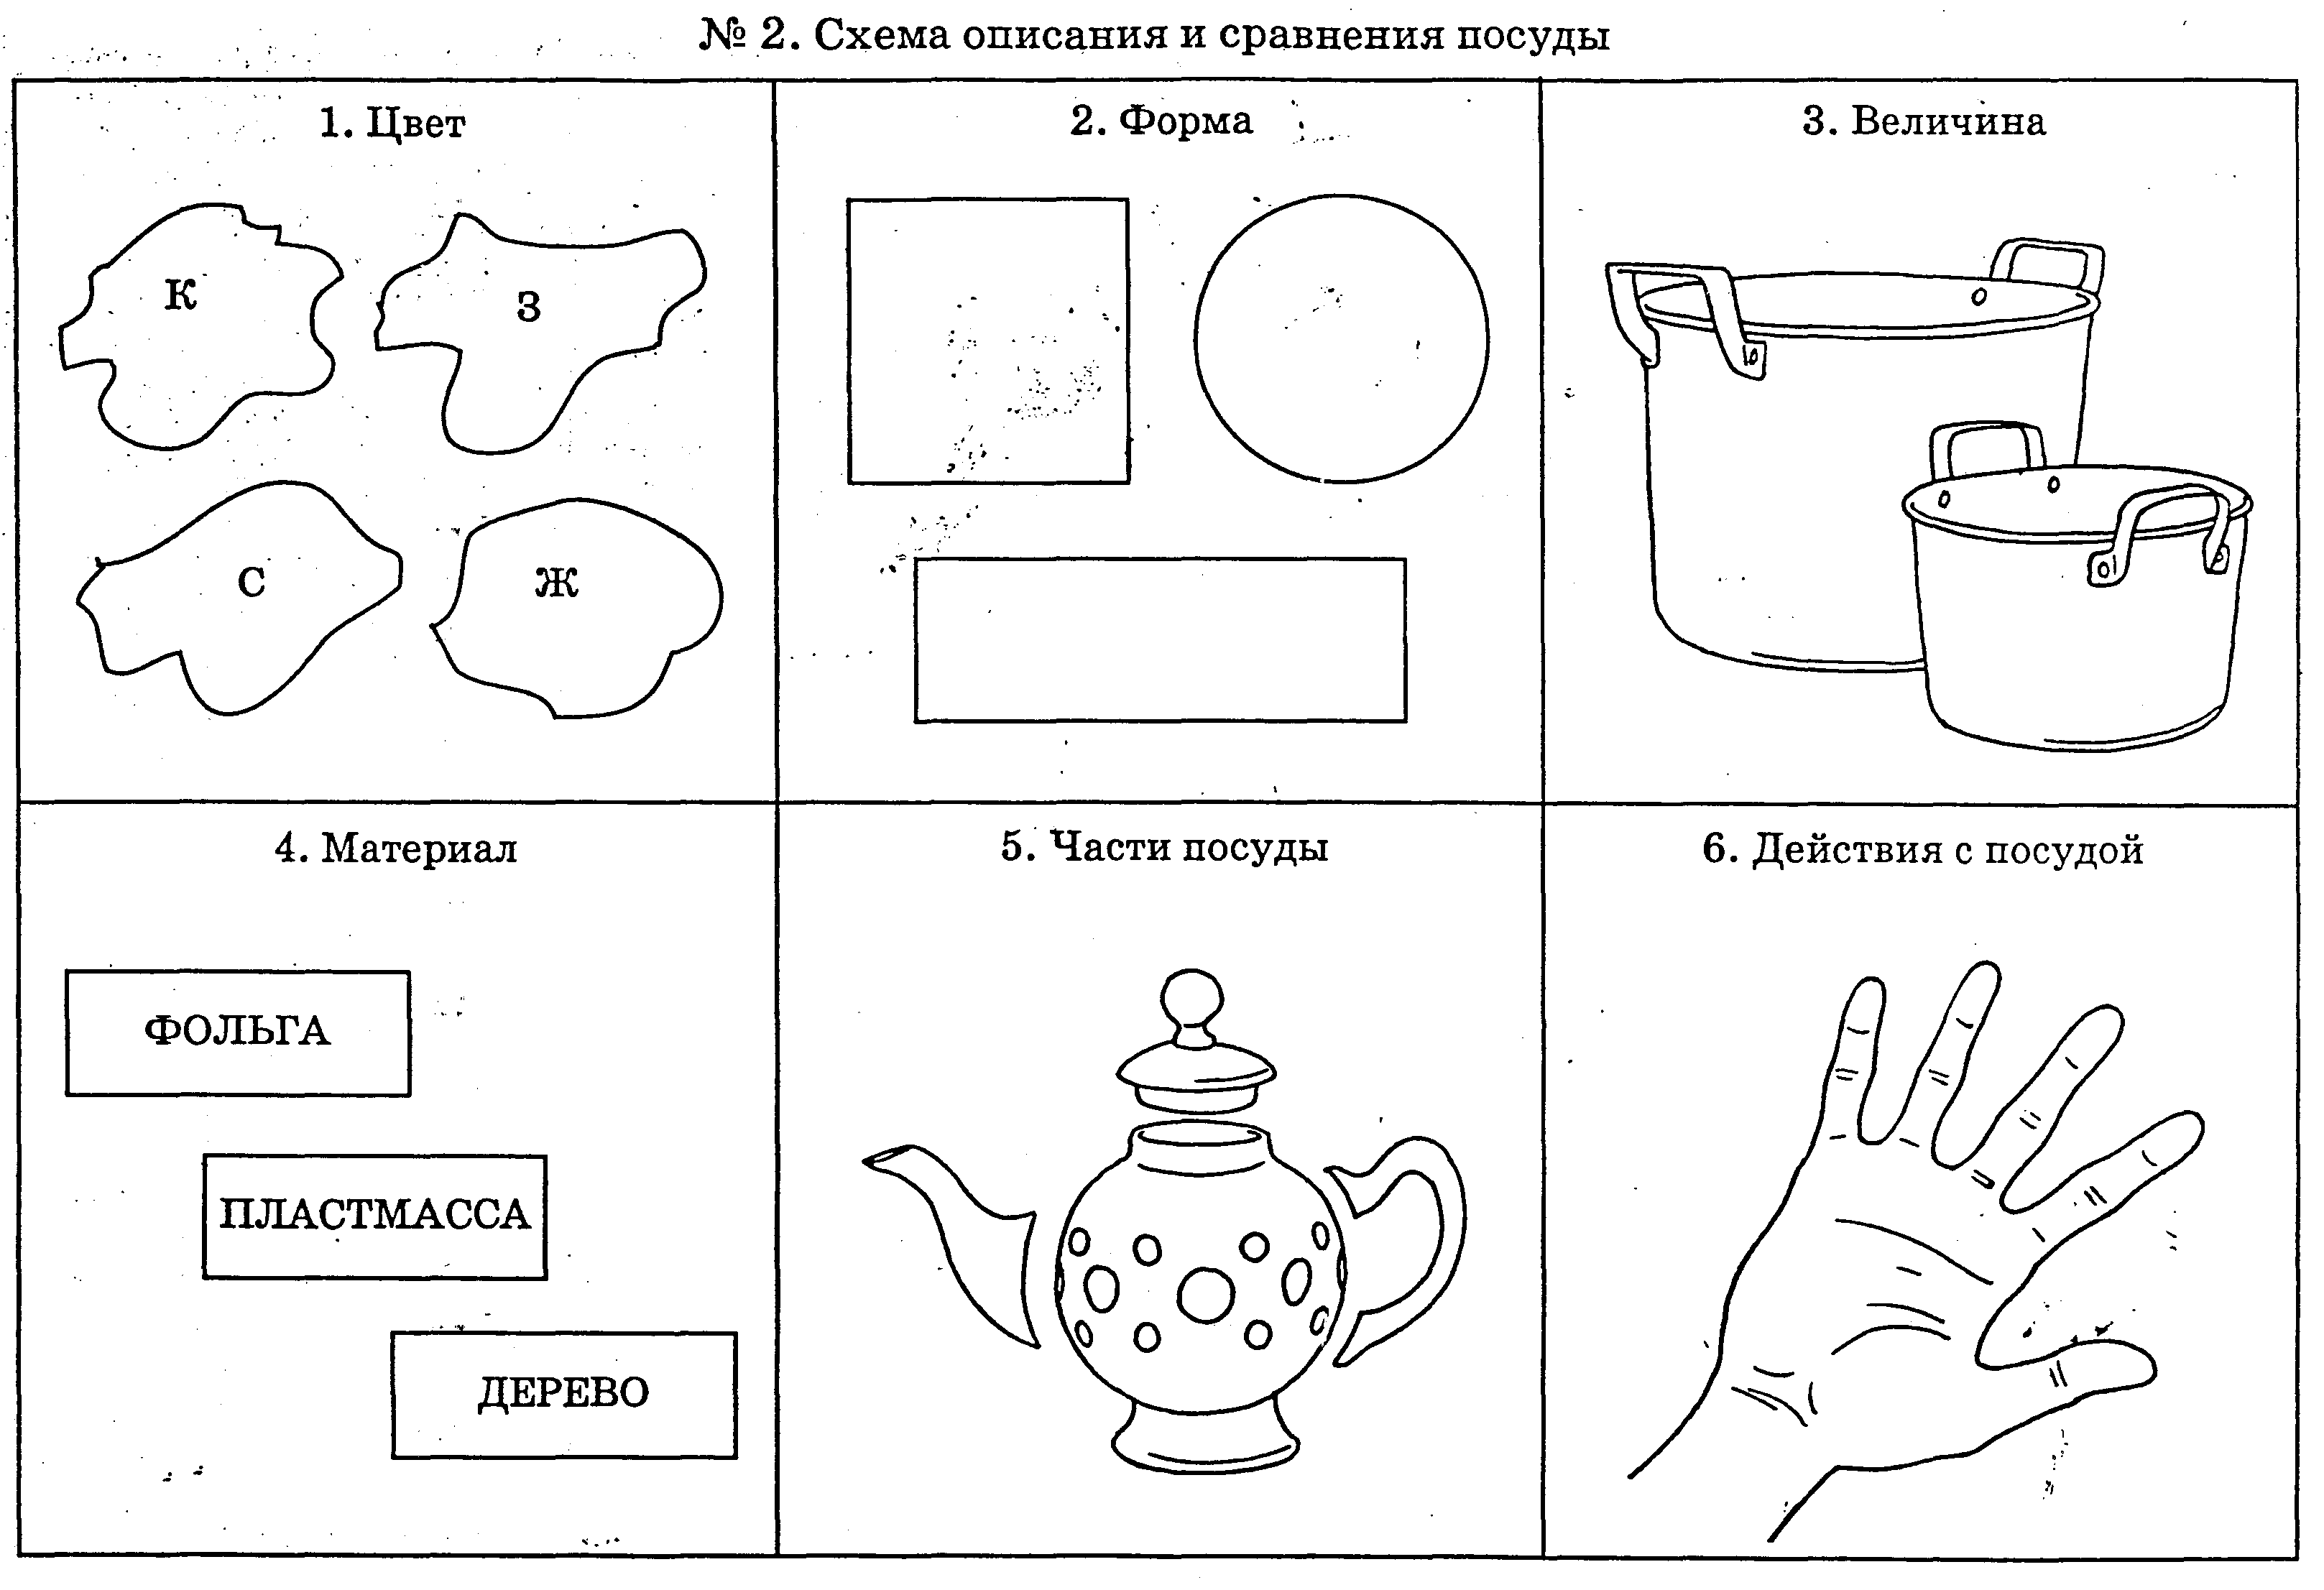 № 2. Схема описания и сравнения посуды
1. Цвет
К
З
С
Ж
2. Форма
3. Величина
4. Материал
ФОЛЬГА
ПЛАСТМАССА
ДЕРЕВО
5. Части посуды
6. Действия с посудой